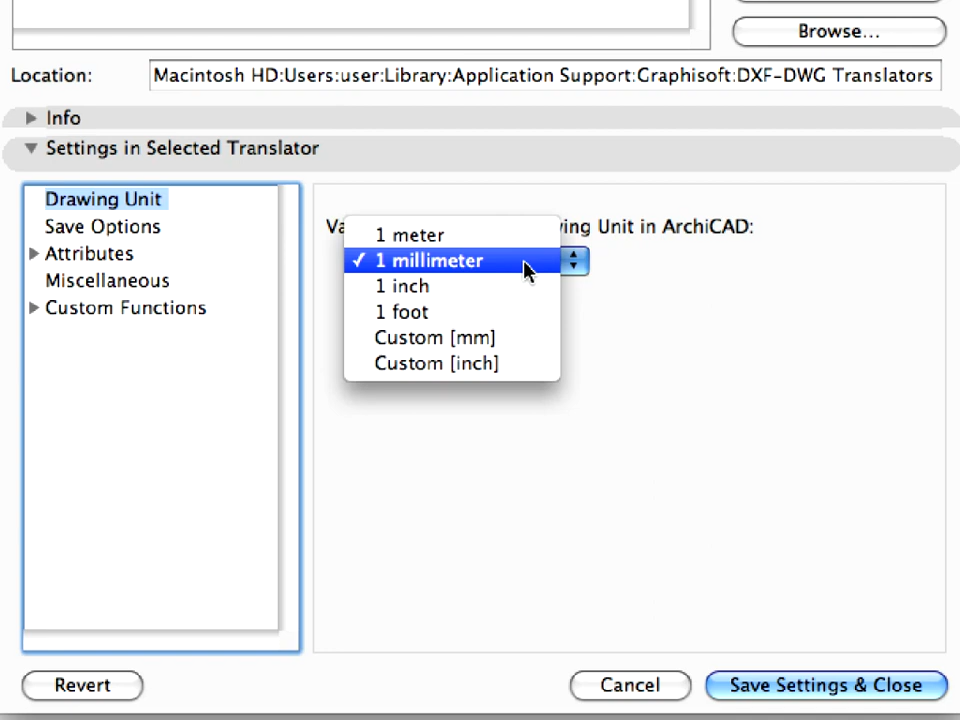 Browse...
Location: Macintosh HD:Users:user:Library:Application Support:Graphisoft:DXF-DWG Translators
Info
Settings in Selected Translator
Drawing Unit
Save Options
Attributes
Miscellaneous
Custom Functions
Unit in ArchiCAD:
1 meter
✓ 1 millimeter
1 inch
1 foot
Custom [mm]
Custom [inch]
Revert
Cancel
Save Settings & Close